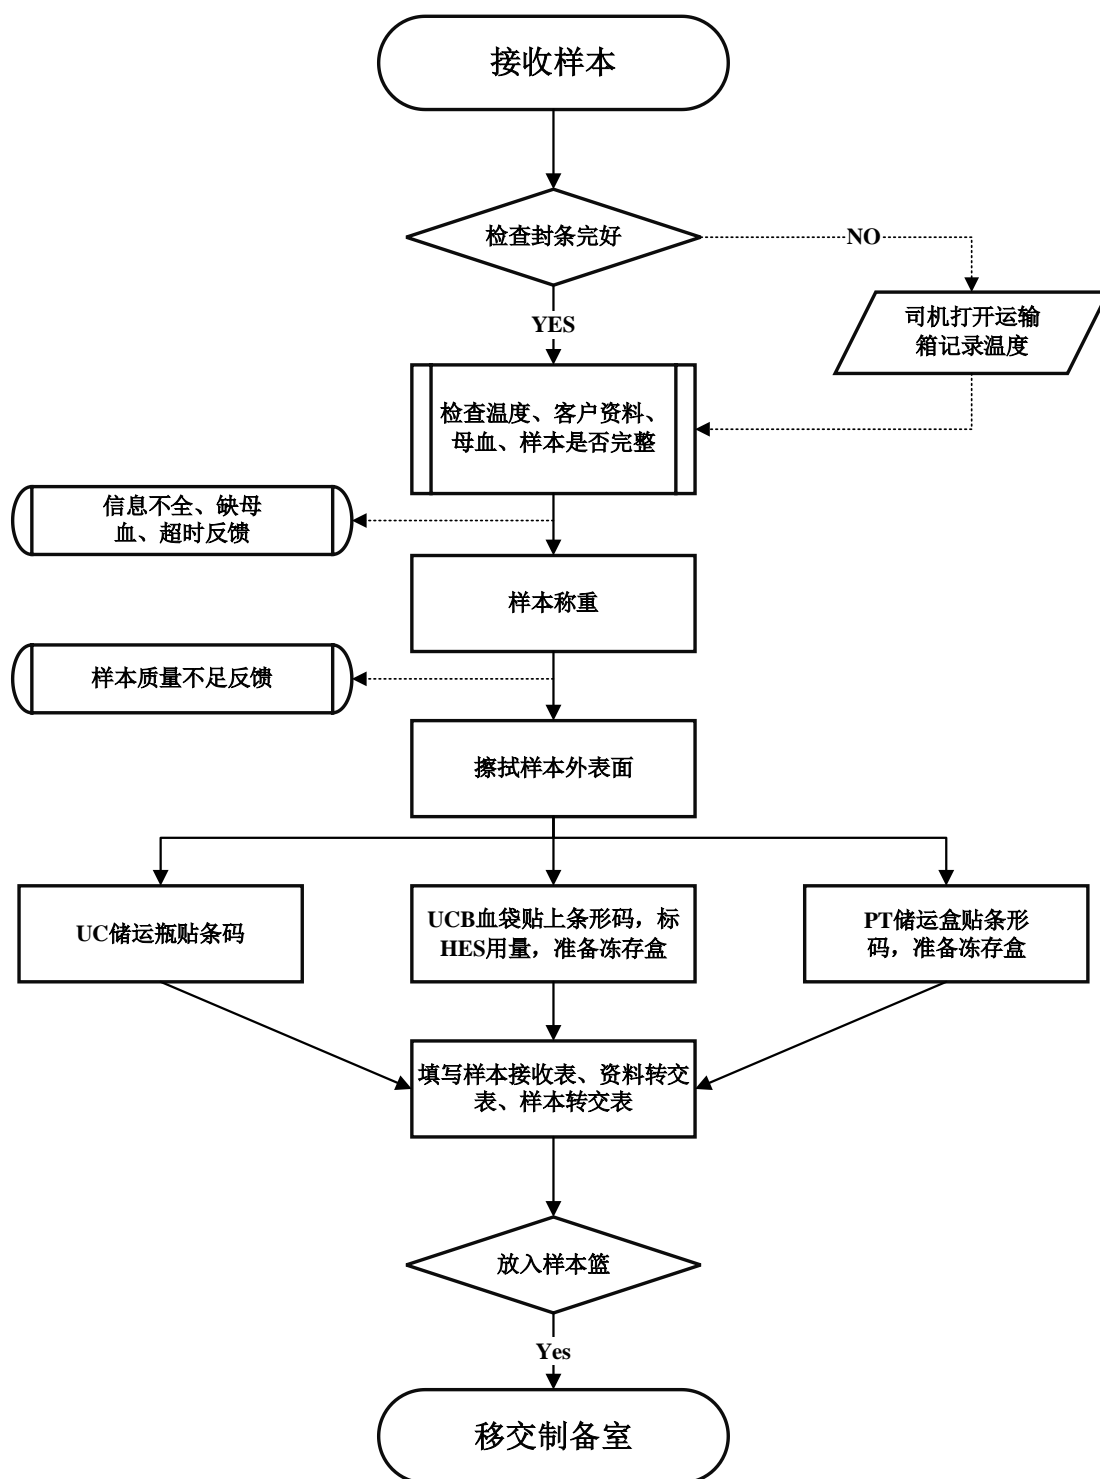 接收样本
检查封条完好
NO
司机打开运输
箱记录温度
YES
检查温度、客户资料、
母血、样本是否完整
信息不全、缺母
血、超时反馈
样本称重
样本质量不足反馈
擦拭样本外表面
UC储运瓶贴条码
UCB血袋贴上条形码，标
HES用量，准备冻存盒
PT储运盒贴条形
码，准备冻存盒
填写样本接收表、资料转交
表、样本转交表
放入样本篮
Yes
移交制备室